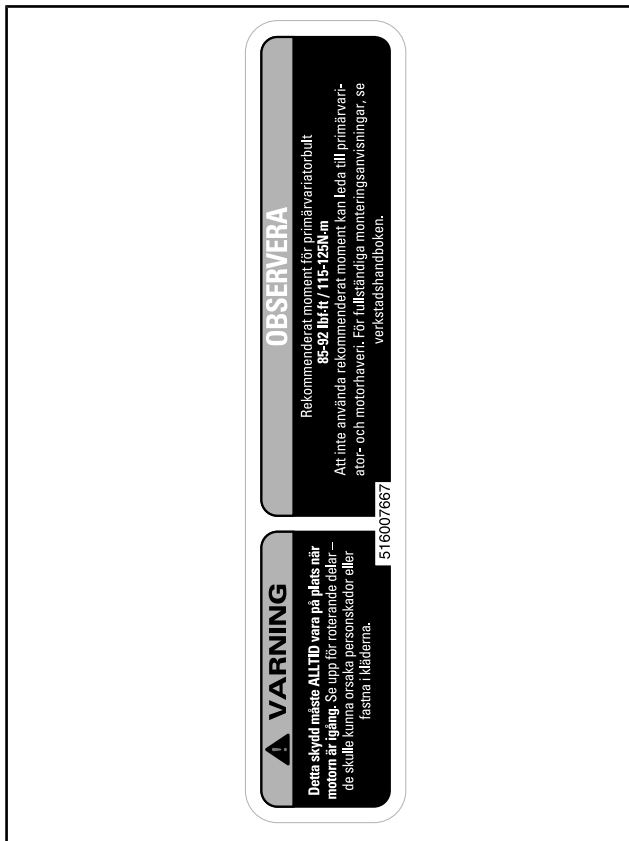 VARNING
Detta skydd måste ALLTID vara på plats när
motorn är igång. Se upp för roterande delar –
de skulle kunna orsaka personskador eller
fastna i kläderna.
OBSERVERA
Rekommenderat moment för primärvariatorbult
85-92 lbf·ft / 115-125N·m
Att inte använda rekommenderat moment kan leda till primärvari-
ator- och motorhaveri. För fullständiga monteringsanvisningar, se
verkstadshandboken.
516007667